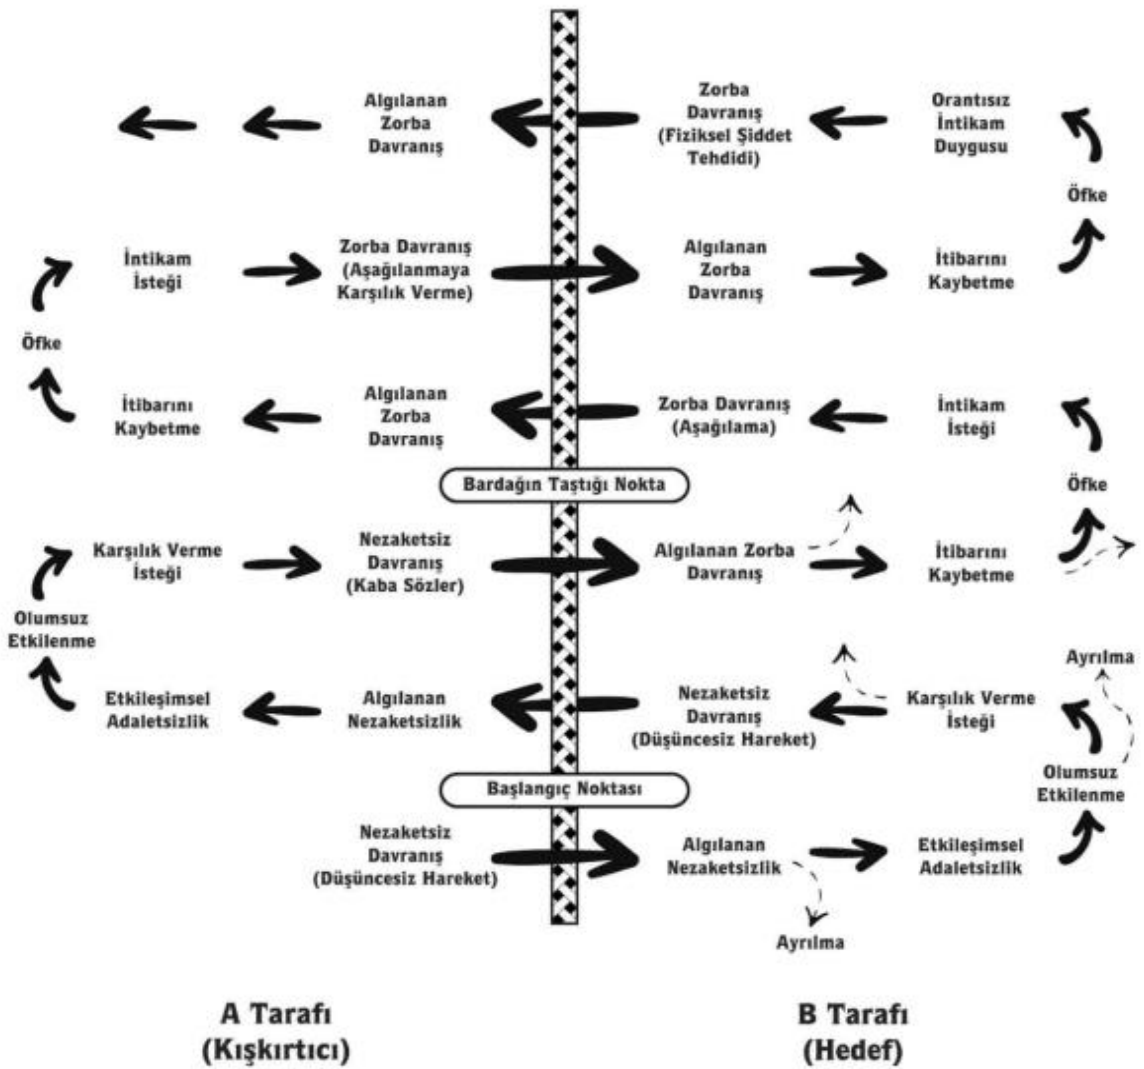 Algılanan
Zorba
Davranış
Zorba
Davranış
(Fiziksel Şiddet
Tehdidi)
Orantısız
İntikam
Duygusu
Öfke
İntikam
İsteği
Zorba Davranış
(Aşağılanmaya
Karşılık Verme)
Algılanan
Zorba
Davranış
İtibarını
Kaybetme
Öfke
İtibarını
Kaybetme
Algılanan
Zorba
Davranış
Zorba Davranış
(Aşağılama)
İntikam
İsteği
Bardağın Taştığı Nokta
Öfke
Karşılık Verme
İsteği
Nezaketsiz
Davranış
(Kaba Sözler)
Algılanan Zorba
Davranış
İtibarını
Kaybetme
Olumsuz
Etkilenme
Ayrılma
Etkileşimsel
Adaletsizlik
Algılanan
Nezaketsizlik
Nezaketsiz
Davranış
(Düşüncesiz Hareket)
Karşılık Verme
İsteği
Başlangıç Noktası
Olumsuz
Etkilenme
Nezaketsiz
Davranış
(Düşüncesiz Hareket)
Algılanan
Nezaketsizlik
Etkileşimsel
Adaletsizlik
Ayrılma
A Tarafı
(Kışkırtıcı)
B Tarafı
(Hedef)